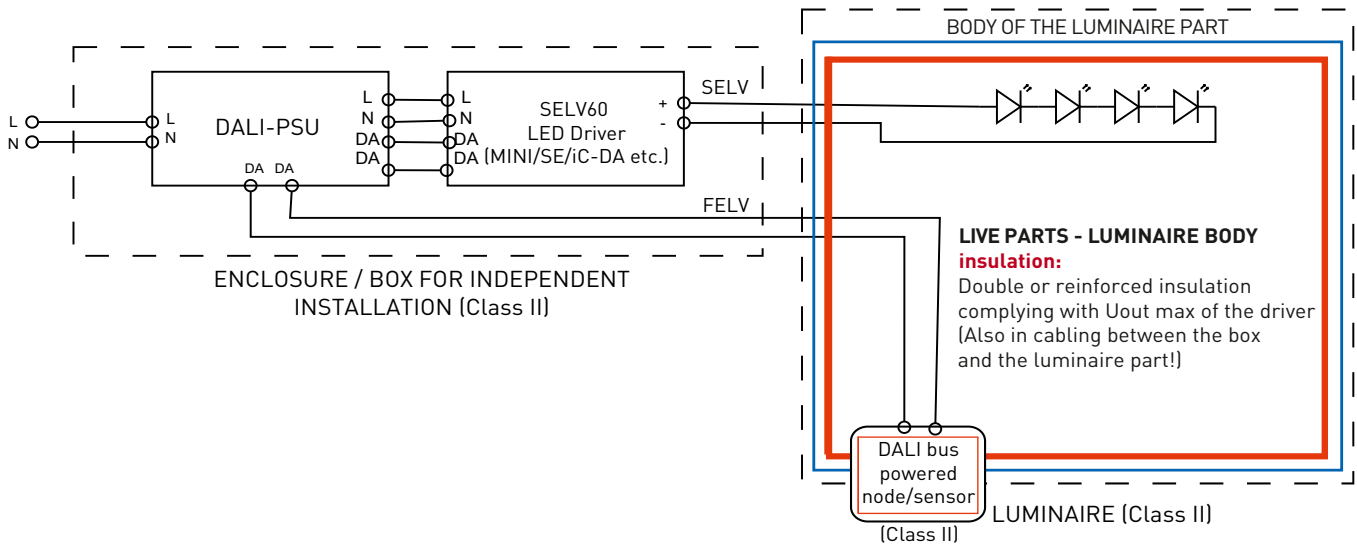 BODY OF THE LUMINAIRE PART
L
N
L
N
DALI-PSU
DA DA
L
N
DA
DA
L
N
DA
DA
SELV60
LED Driver
(MINI/SE/iC-DA etc.)
+
-
SELV
FELV
ENCLOSURE / BOX FOR INDEPENDENT
INSTALLATION (Class II)
LIVE PARTS - LUMINAIRE BODY
insulation:
Double or reinforced insulation
complying with Uout max of the driver
(Also in cabling between the box
and the luminaire part!)
DALI bus
powered
node/sensor
(Class II)
LUMINAIRE (Class II)